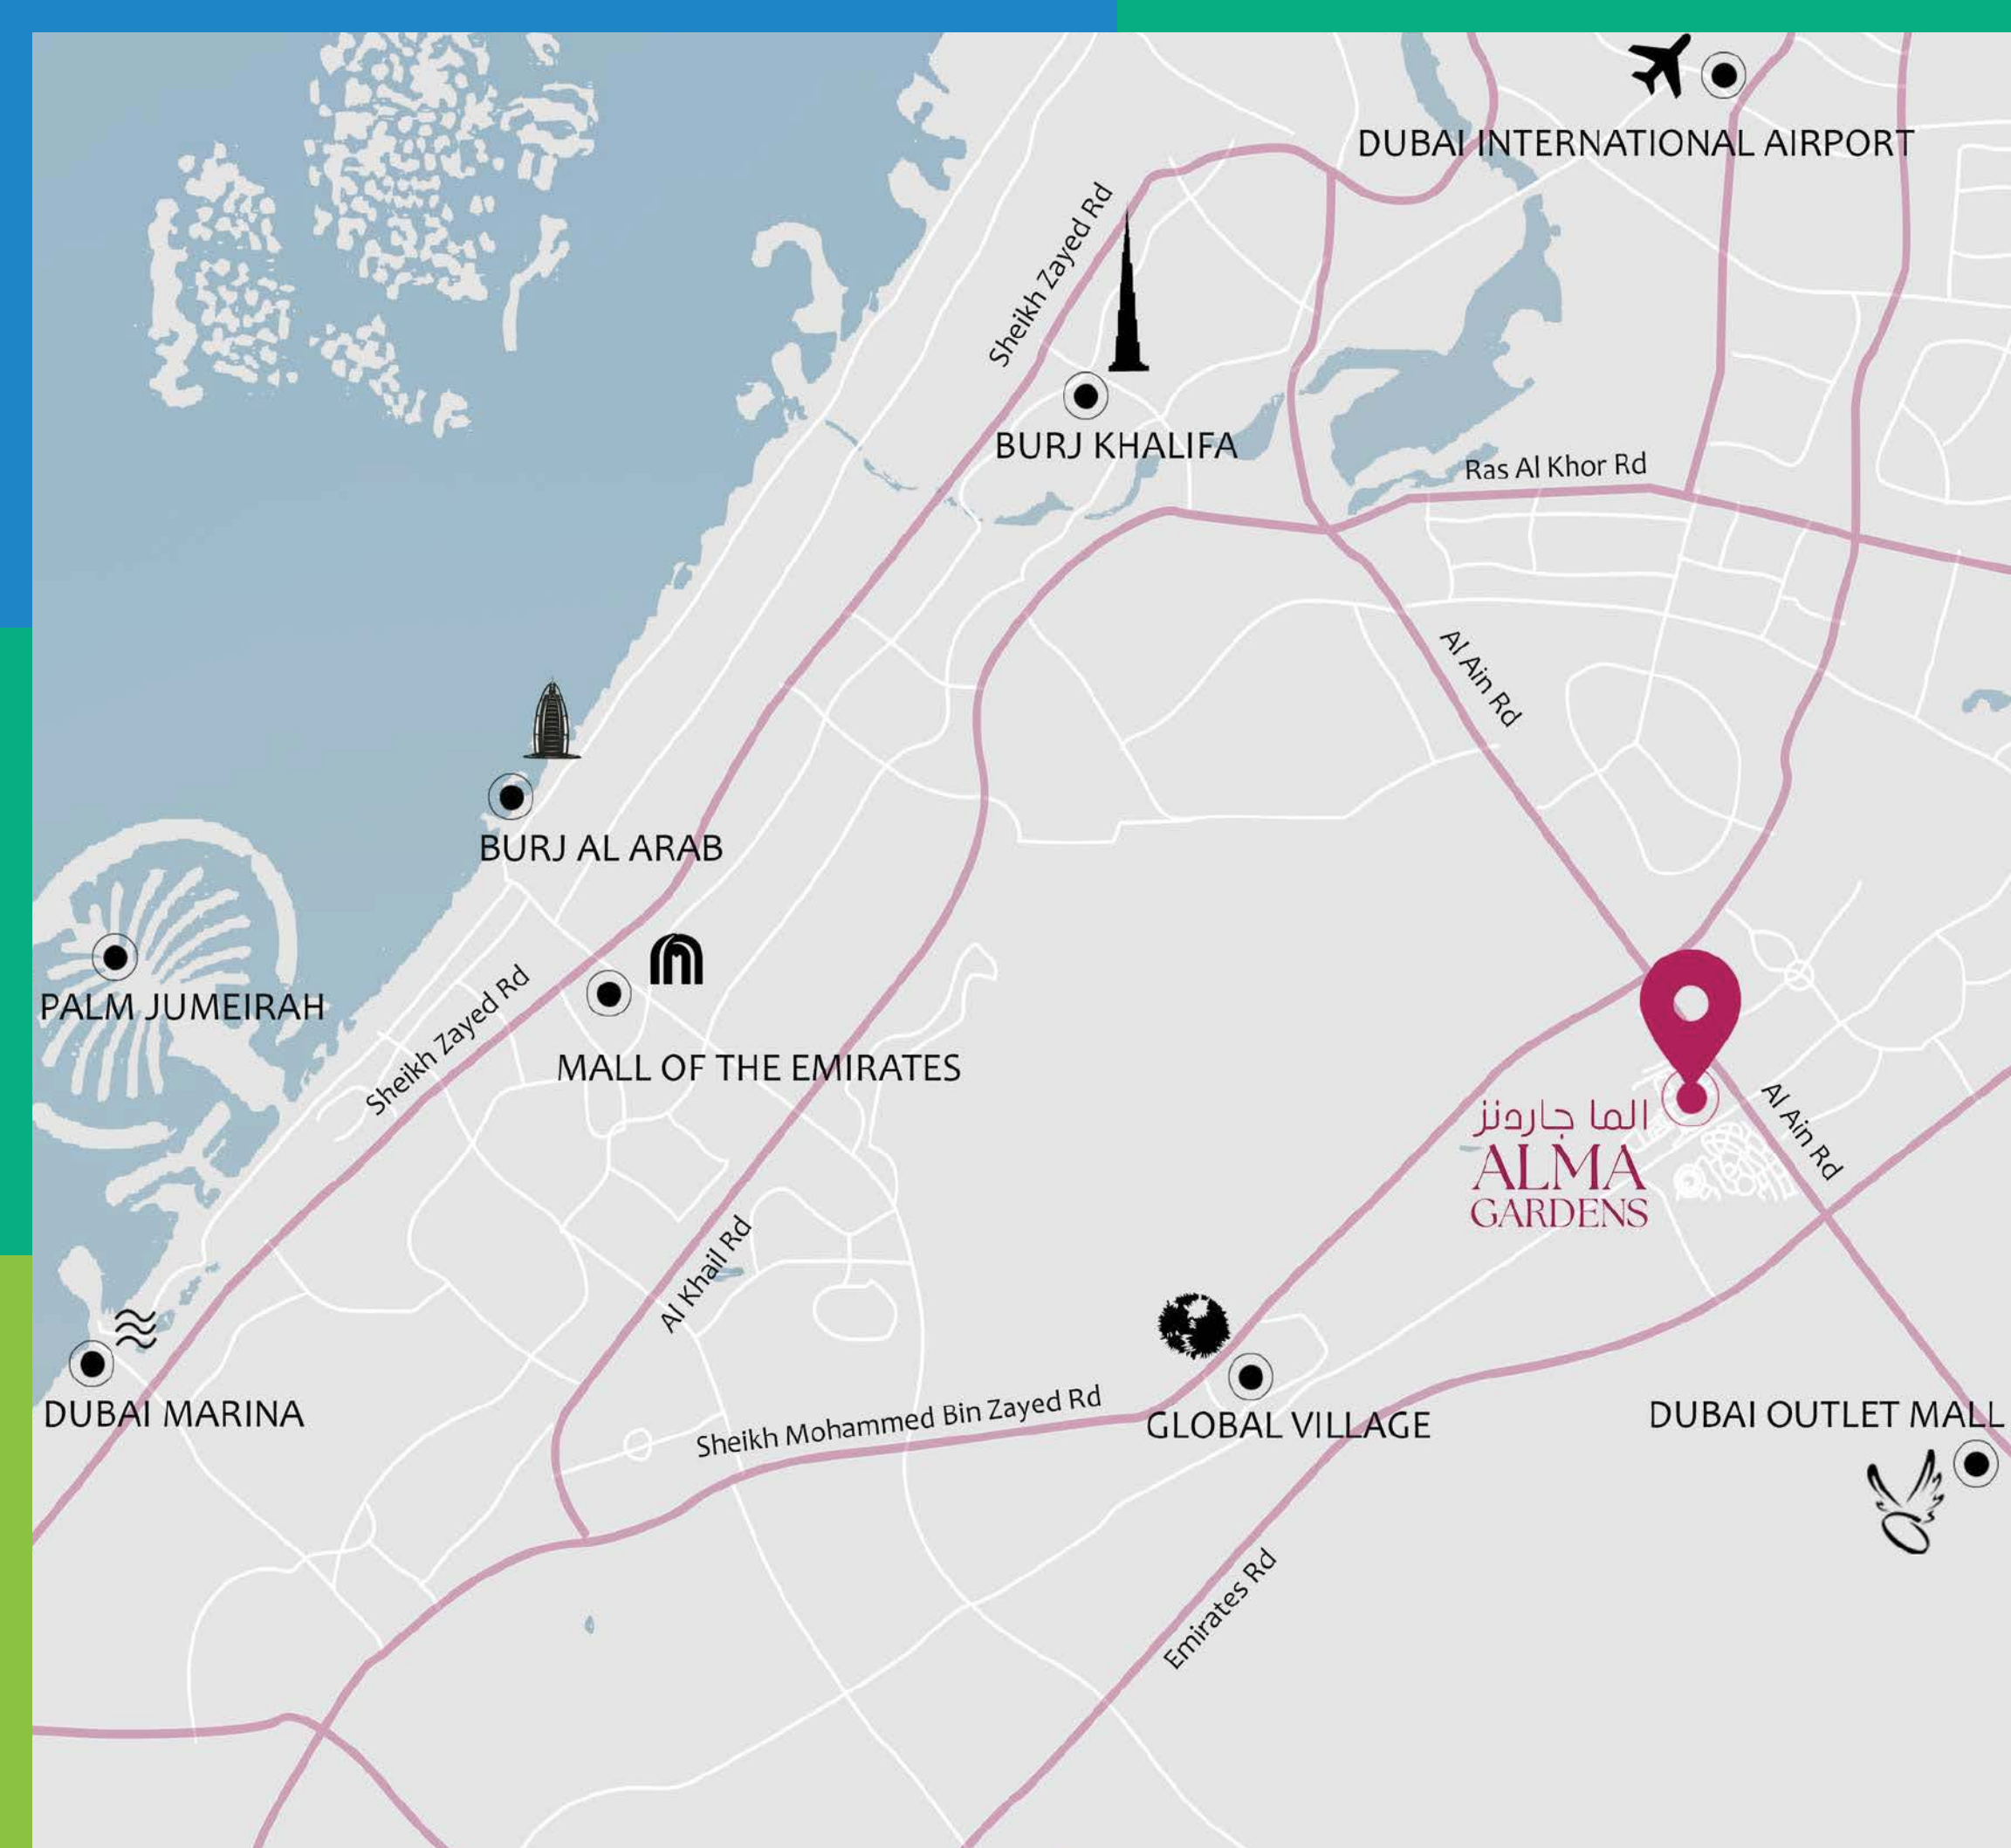 DUBAI INTERNATIONAL AIRPORT
Sheikh Zayed Rd
BURJ KHALIFA
Ras Al Khor Rd
Al Ain Rd
BURJ AL ARAB
PALM JUMEIRAH
Sheikh Zayed Rd
MALL OF THE EMIRATES
الما جاردنز
ALMA
GARDENS
Al Ain Rd
Al Khail Rd
DUBAI MARINA
Sheikh Mohammed Bin Zayed Rd
GLOBAL VILLAGE
DUBAI OUTLET MALL
Emirates Rd